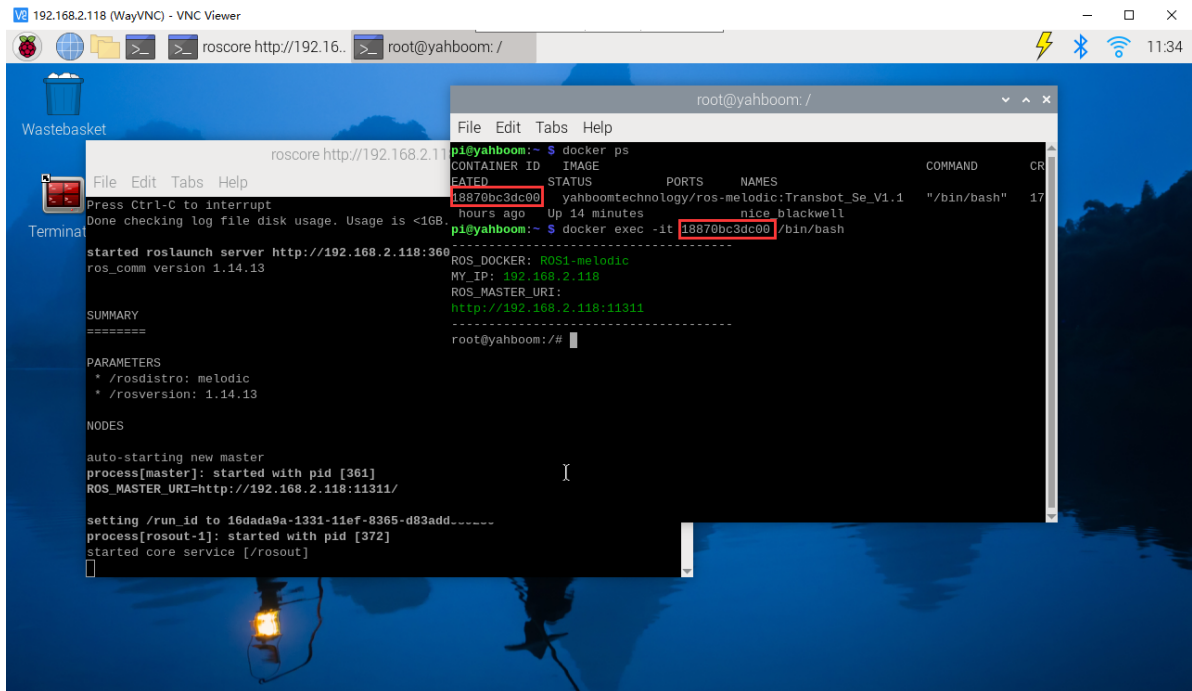 192.168.2.118 (WayVNC) - VNC Viewer
roscore http://192.16.. root@yahboom: / 11:34
Wastebasket
Terminat
roscore http://192.168.2.11
File Edit Tabs Help
Press Ctrl-C to interrupt
Done checking log file disk usage. Usage is <1GB.
started roslaunch server http://192.168.2.118:360
ros_comm version 1.14.13
SUMMARY
========
PARAMETERS
* /rosdistro: melodic
* /rosversion: 1.14.13
NODES
auto-starting new master
process[master]: started with pid [361]
ROS_MASTER_URI=http://192.168.2.118:11311/
setting /run_id to 16dada9a-1331-11ef-8365-d83add
process[rosout-1]: started with pid [372]
started core service [/rosout]
root@yahboom: /
File Edit Tabs Help
pi@yahboom:~ $ docker ps
CONTAINER ID IMAGE COMMAND CR
EATED STATUS PORTS NAMES
18870bc3dc00 yahboomtechnology/ros-melodic:Transbot_Se_V1.1 "/bin/bash" 17
hours ago Up 14 minutes nice_blackwell
pi@yahboom:~ $ docker exec -it 18870bc3dc00 /bin/bash
--------------------------------------
ROS_DOCKER: ROS1-melodic
MY_IP: 192.168.2.118
ROS_MASTER_URI:
http://192.168.2.118:11311
--------------------------------------
root@yahboom:/#